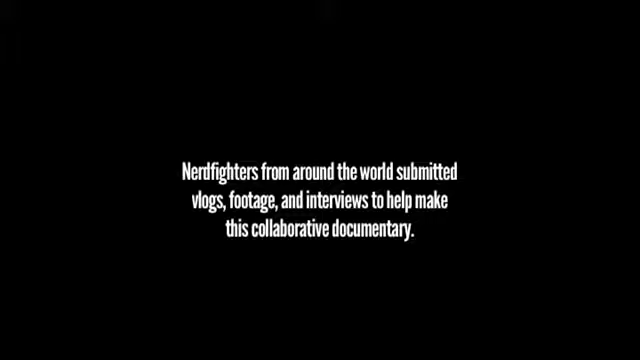 Nerdfighters from around the world submitted
vlogs, footage, and interviews to help make
this collaborative documentary.